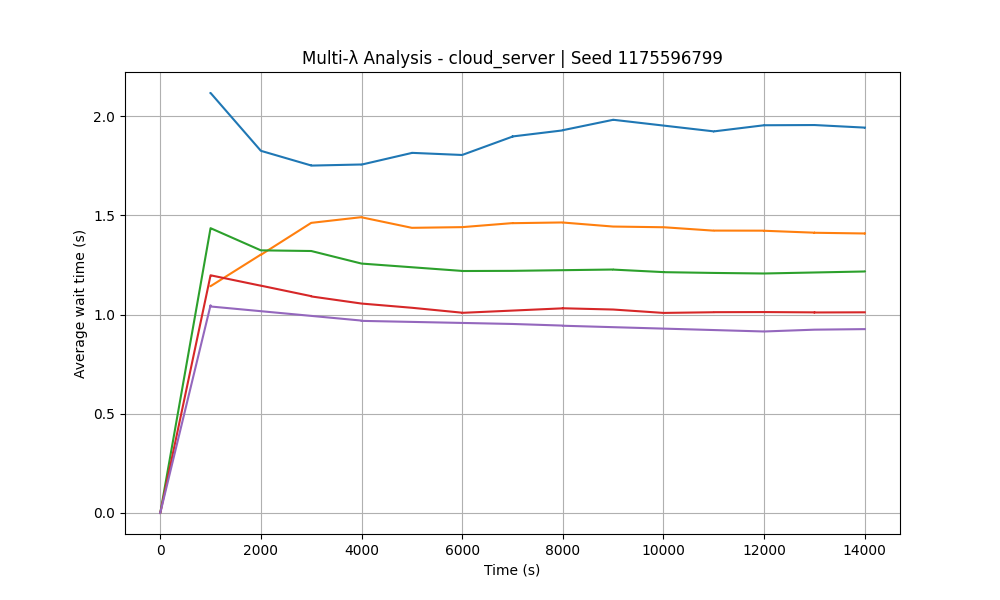 Multi-λ Analysis - cloud_server | Seed 1175596799
Average wait time (s)
2.0
1.5
1.0
0.5
0.0
0 2000 4000 6000 8000 10000 12000 14000
Time (s)